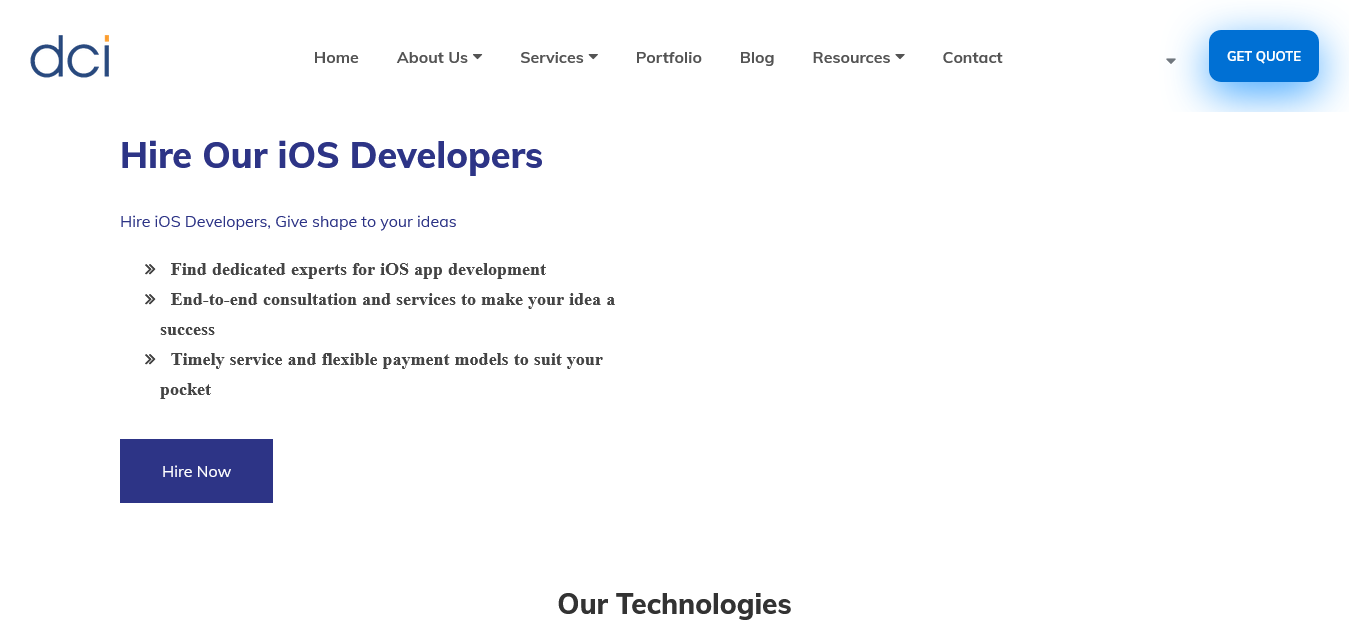 dci
Home
About Us
Services
Portfolio
Blog
Resources
Contact
GET QUOTE
Hire Our iOS Developers
Hire iOS Developers, Give shape to your ideas
» Find dedicated experts for iOS app development
» End-to-end consultation and services to make your idea a
success
» Timely service and flexible payment models to suit your
pocket
Hire Now
Our Technologies